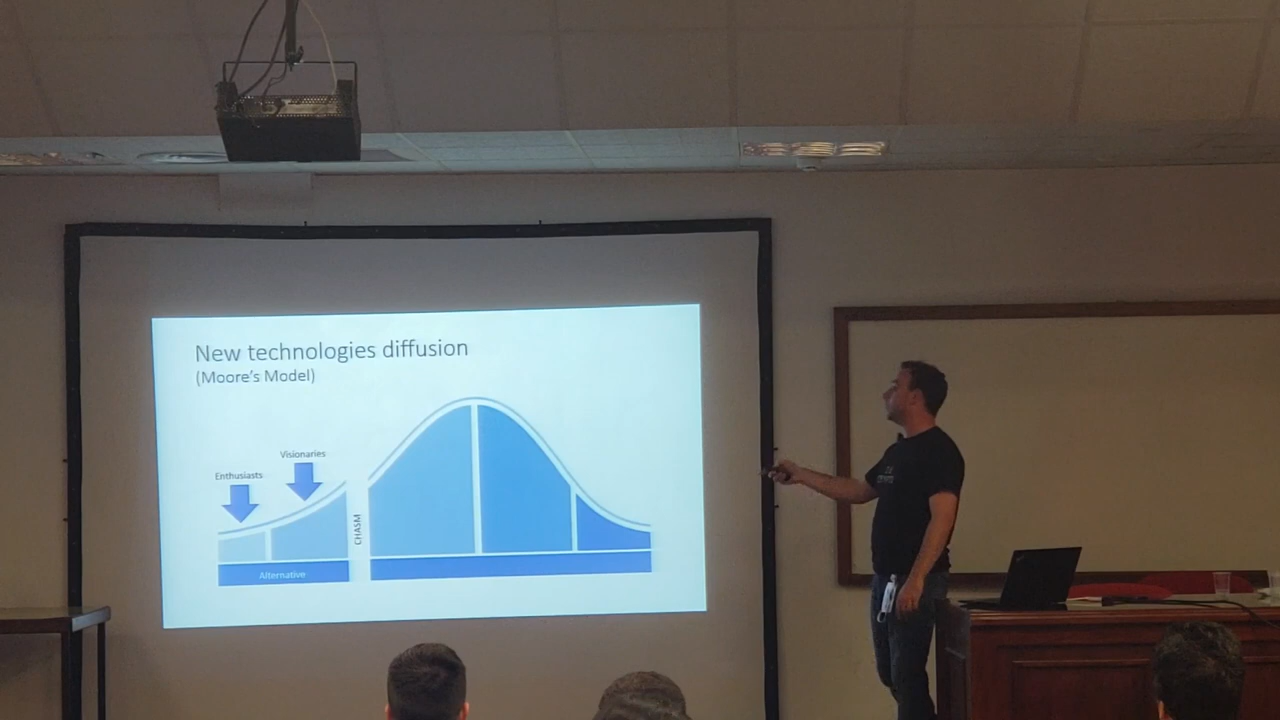 New technologies diffusion
(Moore's Model)
Visionaries
Enthusiasts
CHASM
Alternative